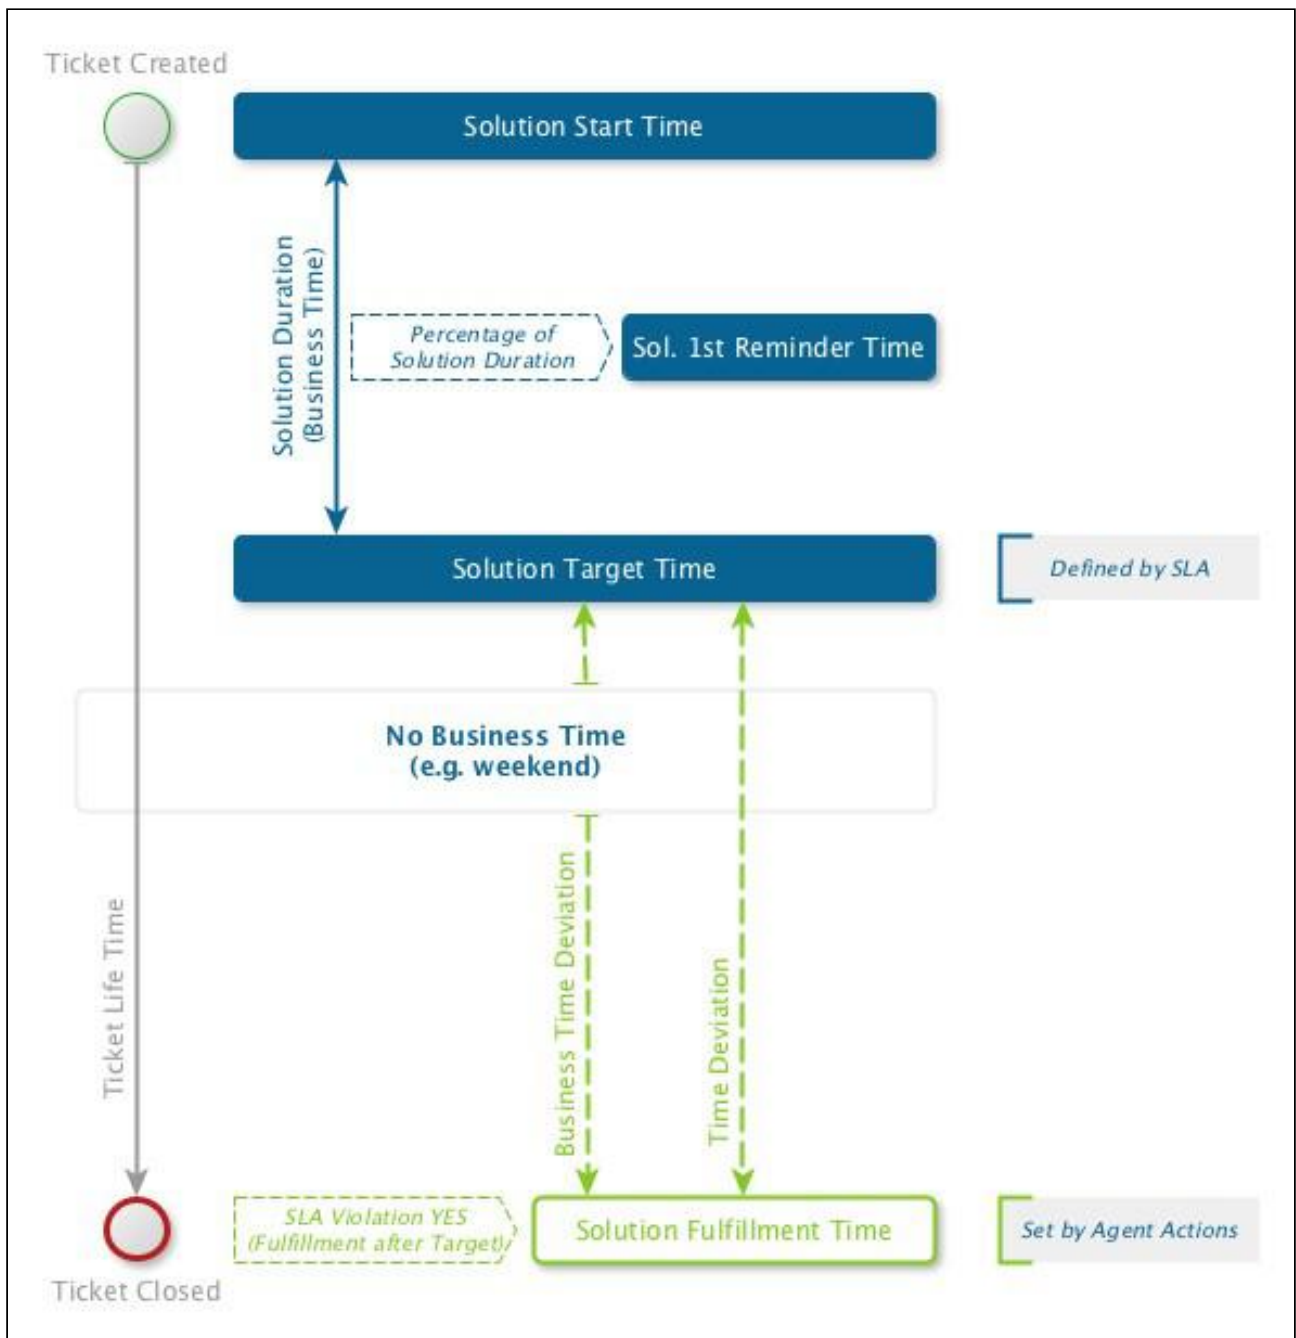 Ticket Created
Solution Start Time
Solution Duration
(Business Time)
Percentage of
Solution Duration
Sol. 1st Reminder Time
Solution Target Time
Defined by SLA
No Business Time
(e.g. weekend)
Ticket Life Time
Business Time Deviation
Time Deviation
SLA Violation YES
(Fulfillment after Target)
Solution Fulfillment Time
Set by Agent Actions
Ticket Closed